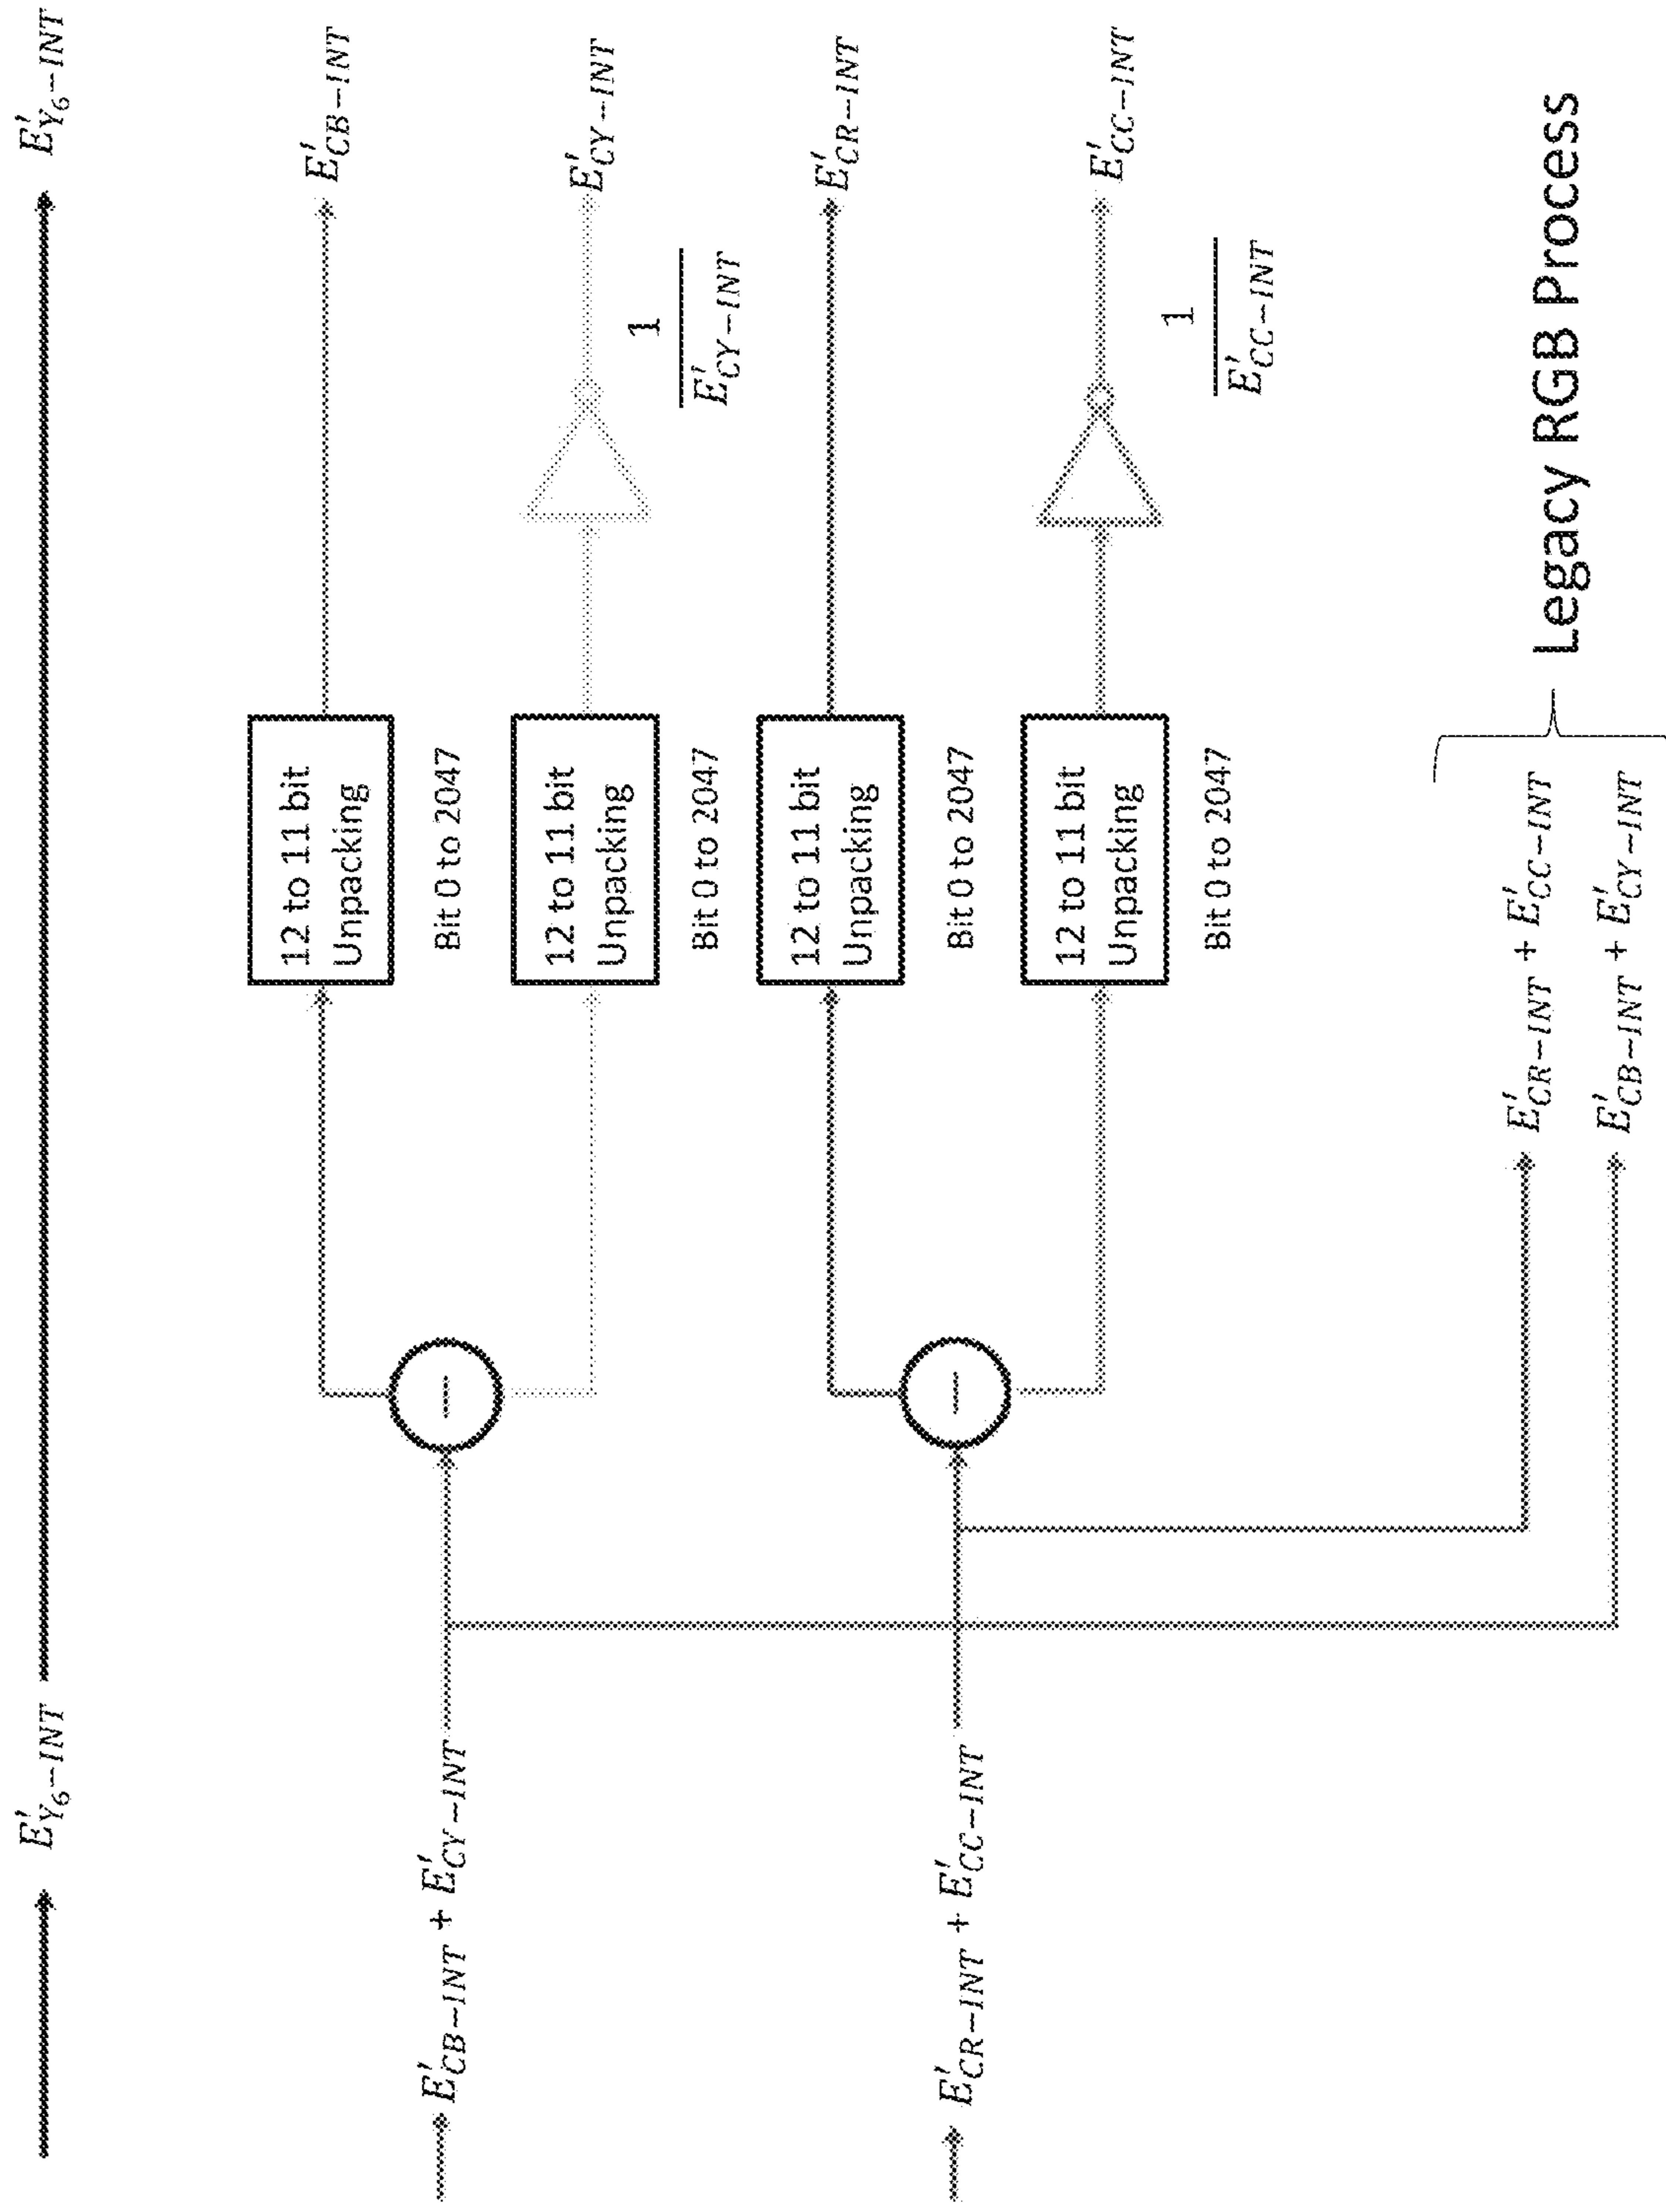 E'Y₆−INT
E'Y₆−INT
E'CB−INT + E'CY−INT
12 to 11 bit
Unpacking
Bit 0 to 2047
E'CB−INT
12 to 11 bit
Unpacking
Bit 0 to 2047
E'CY−INT
1
E'CY−INT
E'CR−INT + E'CC−INT
12 to 11 bit
Unpacking
Bit 0 to 2047
E'CR−INT
12 to 11 bit
Unpacking
Bit 0 to 2047
E'CC−INT
1
E'CC−INT
E'CR−INT + E'CC−INT
E'CB−INT + E'CY−INT
Legacy RGB Process